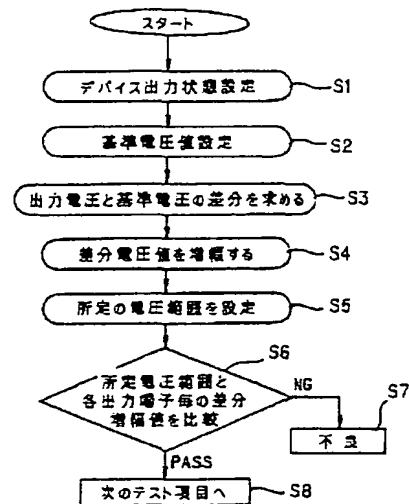 スタート
デバイス出力状態設定
S1
基準電圧値設定
S2
出力電圧と基準電圧の差分を求める
S3
差分電圧値を増幅する
S4
所定の電圧範囲を設定
S5
所定電圧範囲と
各出力端子毎の差分
増幅値を比較
S6
NG
S7
不良
PASS
次のテスト項目へ
S8